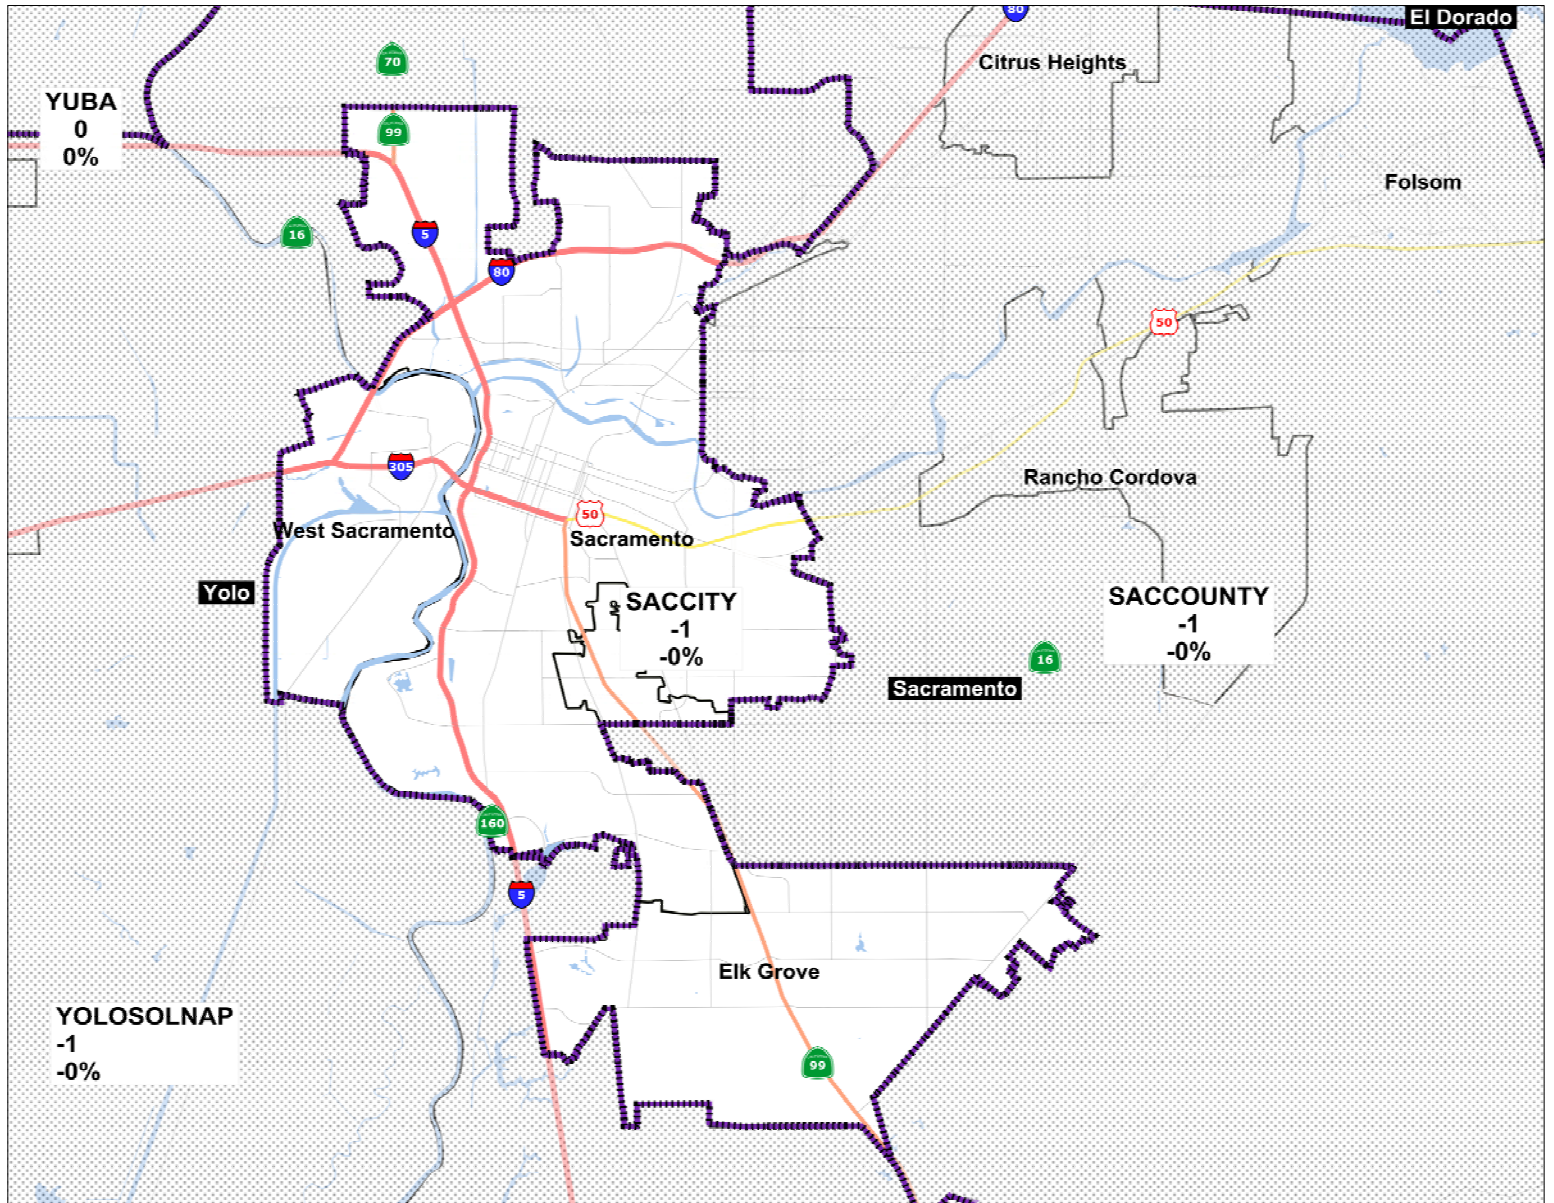 80
El Dorado
Citrus Heights
70
YUBA
0
0%
99
Folsom
16
5
80
50
305
Rancho Cordova
West Sacramento
50
Sacramento
Yolo
SACCITY
-1
-0%
SACCOUNTY
-1
-0%
16
Sacramento
160
5
Elk Grove
YOLOSOLNAP
-1
-0%
99